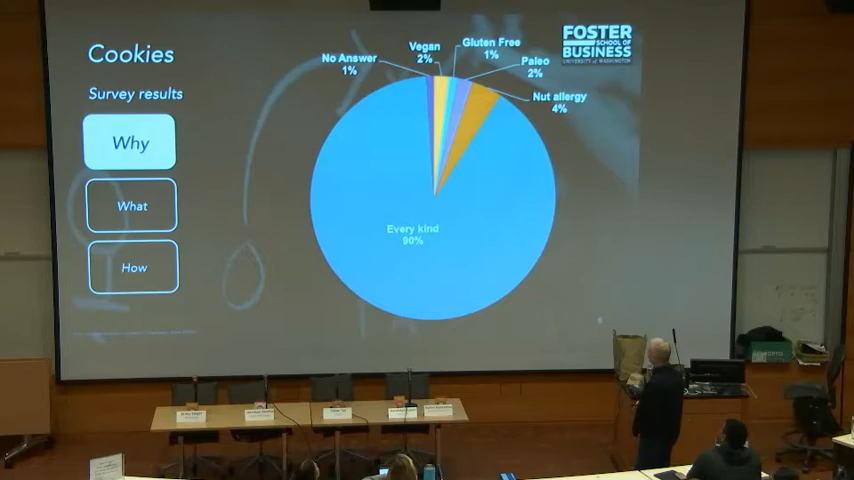 Cookies
Survey results
Why
What
How
No Answer
1%
Vegan
2%
Gluten Free
1%
Paleo
2%
Nut allergy
4%
Every kind
90%
FOSTER
SCHOOL OF
BUSINESS
UNIVERSITY OF WASHINGTON